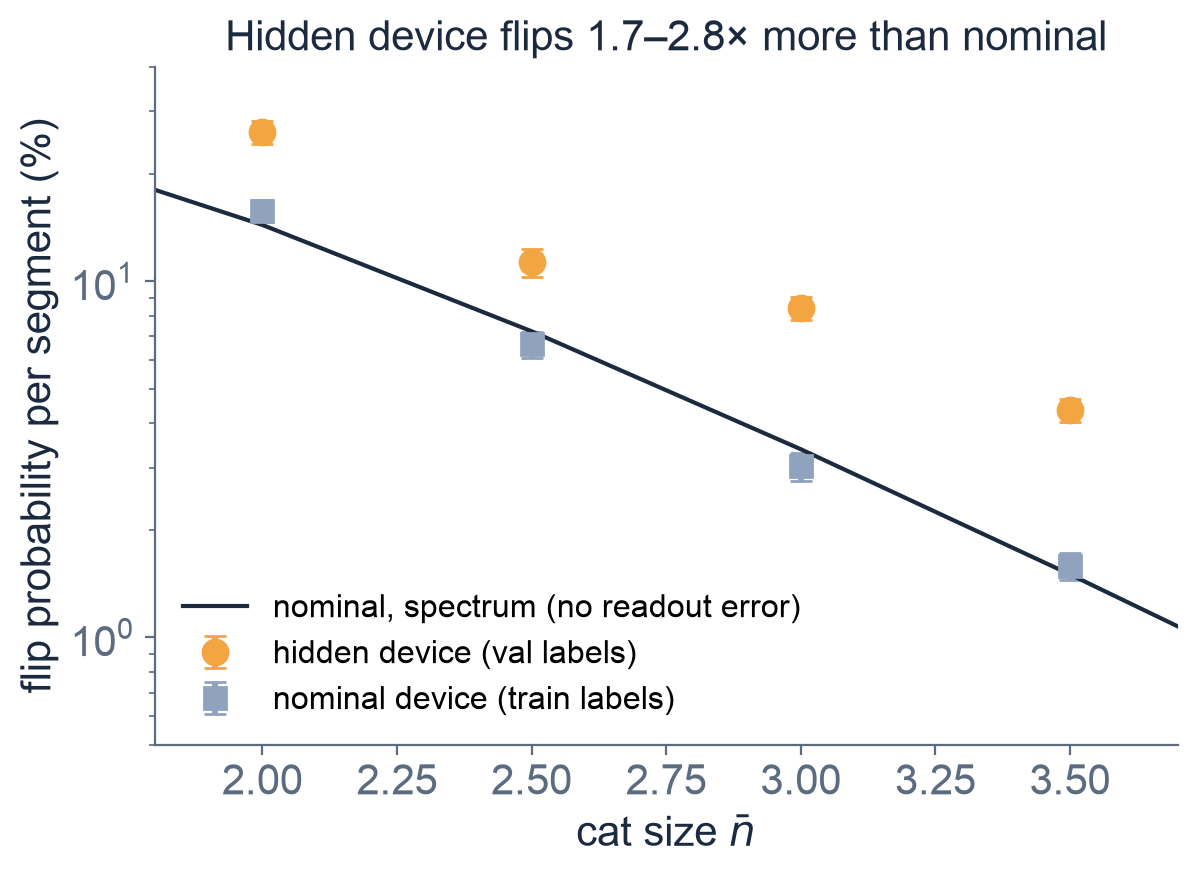 Hidden device flips 1.7–2.8× more than nominal
flip probability per segment (%)
10¹
10⁰
nominal, spectrum (no readout error)
hidden device (val labels)
nominal device (train labels)
2.00 2.25 2.50 2.75 3.00 3.25 3.50
cat size n̄